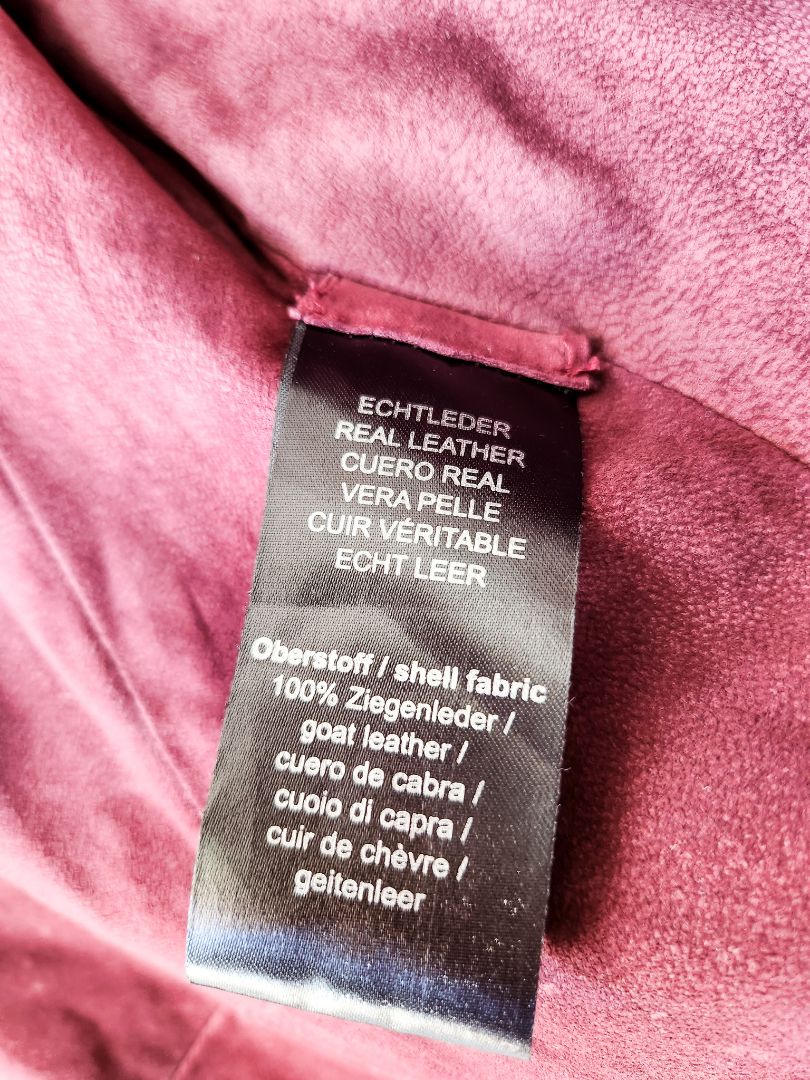 ECHTLEDER
REAL LEATHER
CUERO REAL
VERA PELLE
CUIR VÉRITABLE
ECHT LEER
Oberstoff / shell fabric
100% Ziegenleder /
goat leather /
cuero de cabra /
cuoio di capra /
cuir de chèvre /
geitenleer